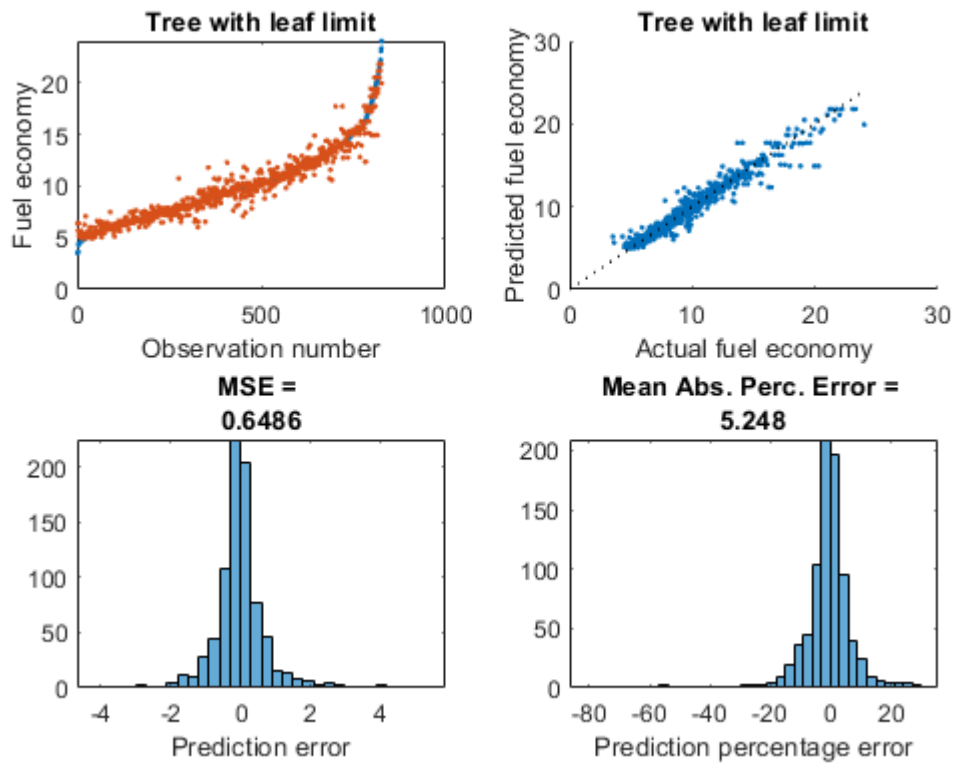 Tree with leaf limit
Fuel economy
20
15
10
5
0
0 500 1000
Observation number
Tree with leaf limit
Predicted fuel economy
30
20
10
0
0 10 20 30
Actual fuel economy
MSE =
0.6486
200
150
100
50
0
-4 -2 0 2 4
Prediction error
Mean Abs. Perc. Error =
5.248
200
150
100
50
0
-80 -60 -40 -20 0 20
Prediction percentage error